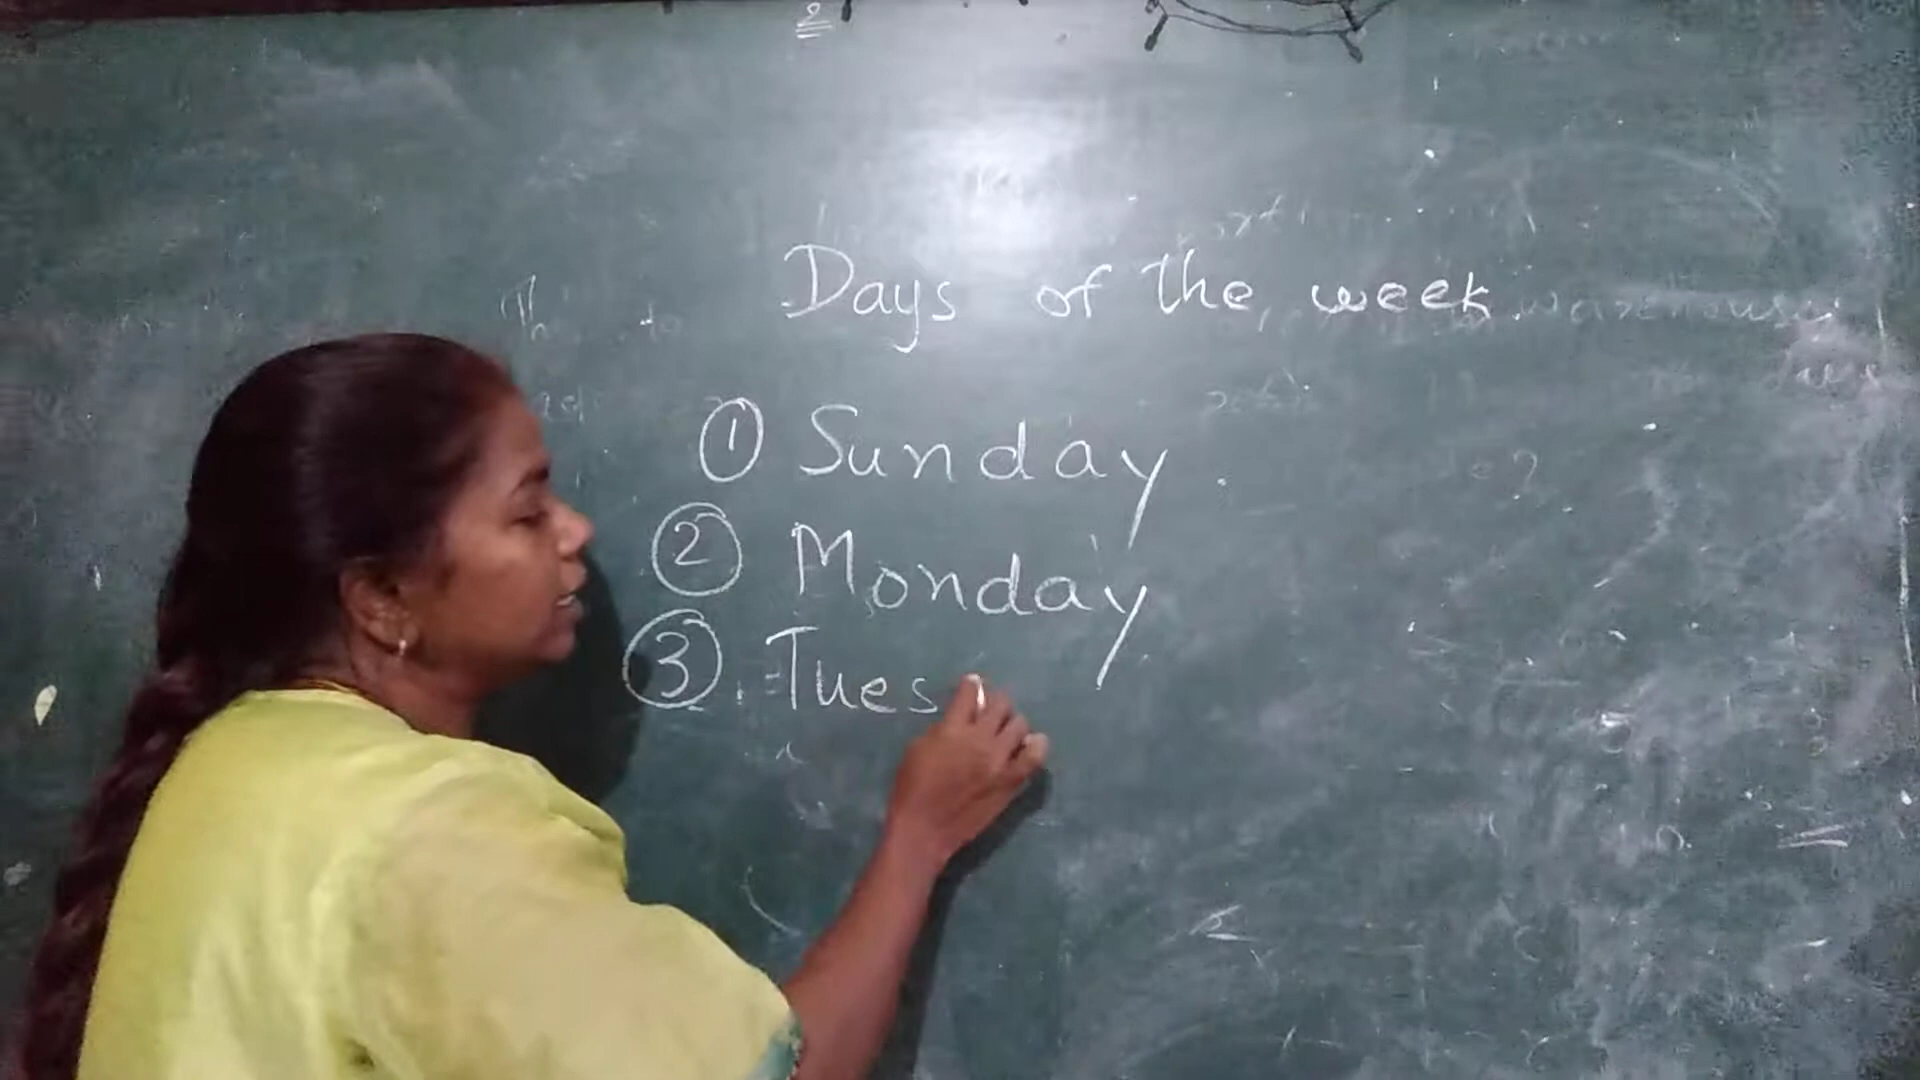 Days of the week
① Sunday
② Monday
③ Tues